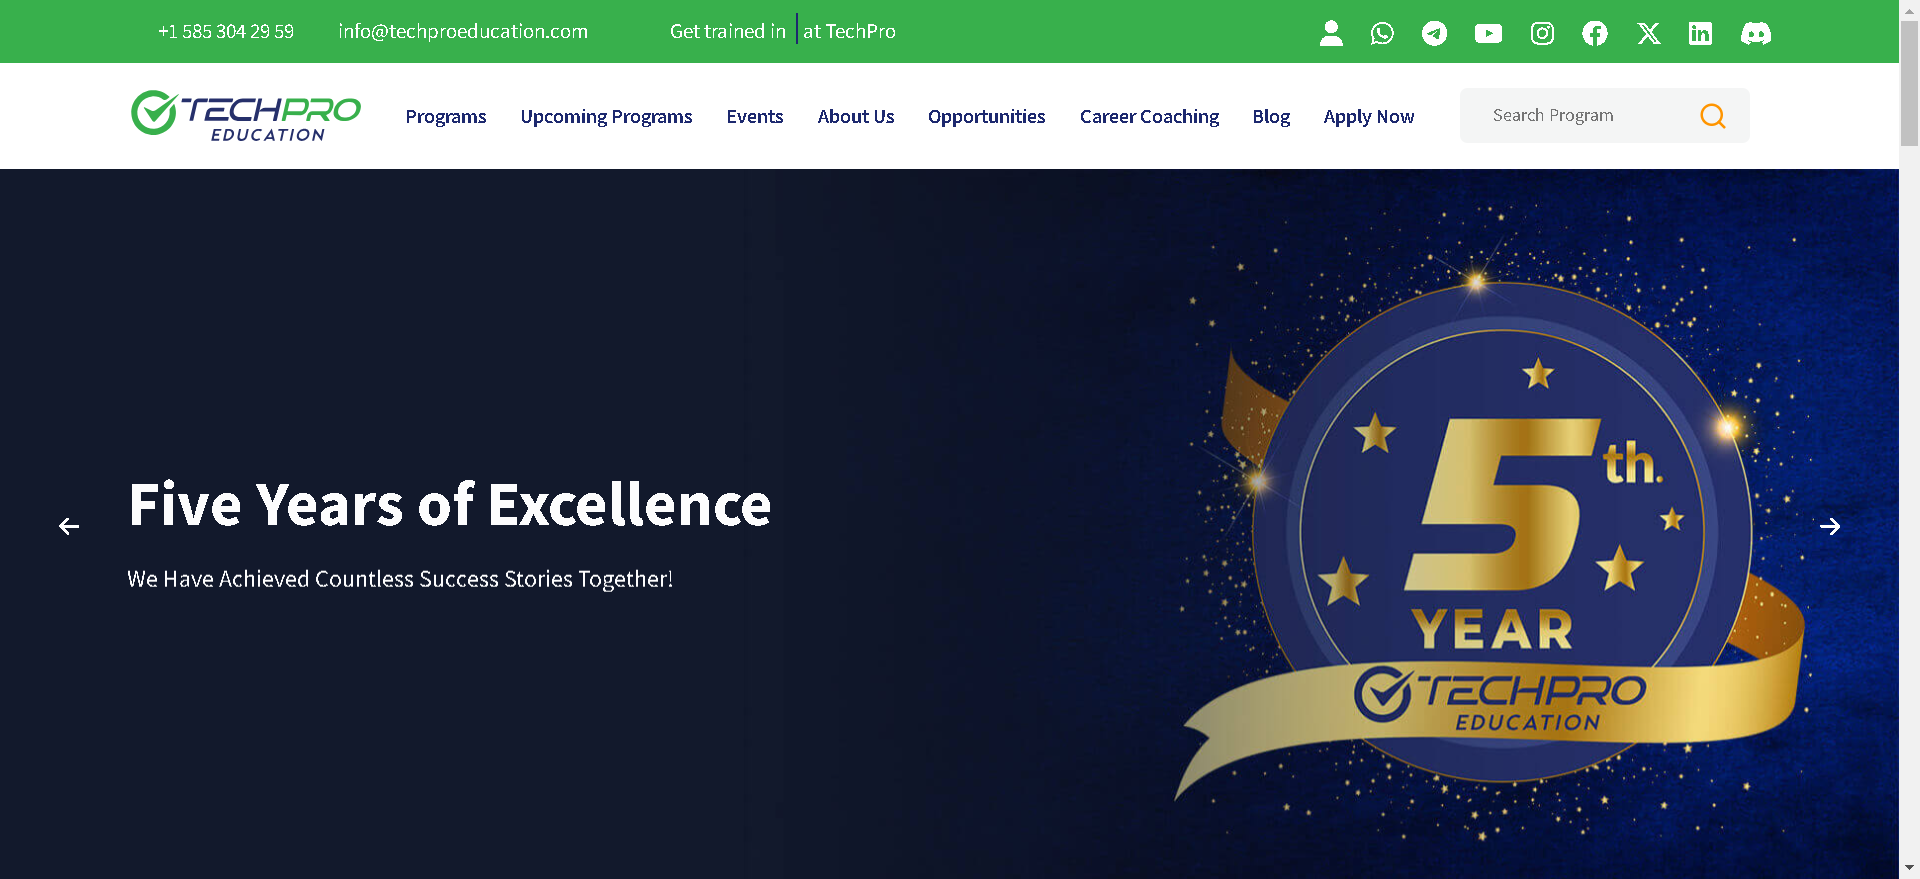 +1 585 304 29 59 info@techproeducation.com Get trained in at TechPro
TECHPRO
EDUCATION
Programs Upcoming Programs Events About Us Opportunities Career Coaching Blog Apply Now
Search Program
Five Years of Excellence
We Have Achieved Countless Success Stories Together!
5th.
YEAR
TECHPRO
EDUCATION